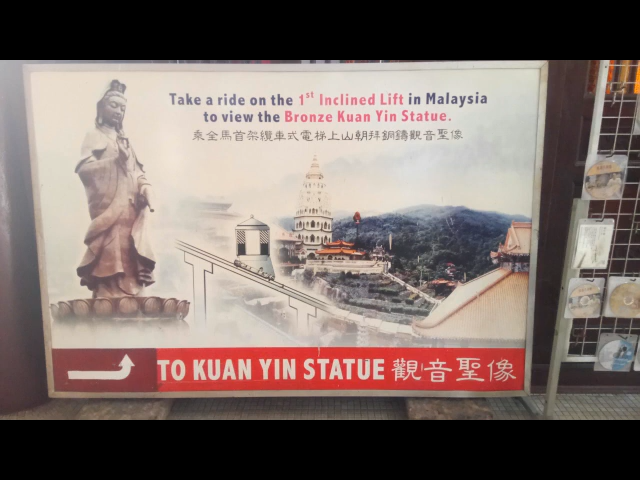 Take a ride on the 1st Inclined Lift in Malaysia
to view the Bronze Kuan Yin Statue.
乘全馬首架纜車式電梯上山朝拜銅鑄觀音聖像
TO KUAN YIN STATUE 觀音聖像